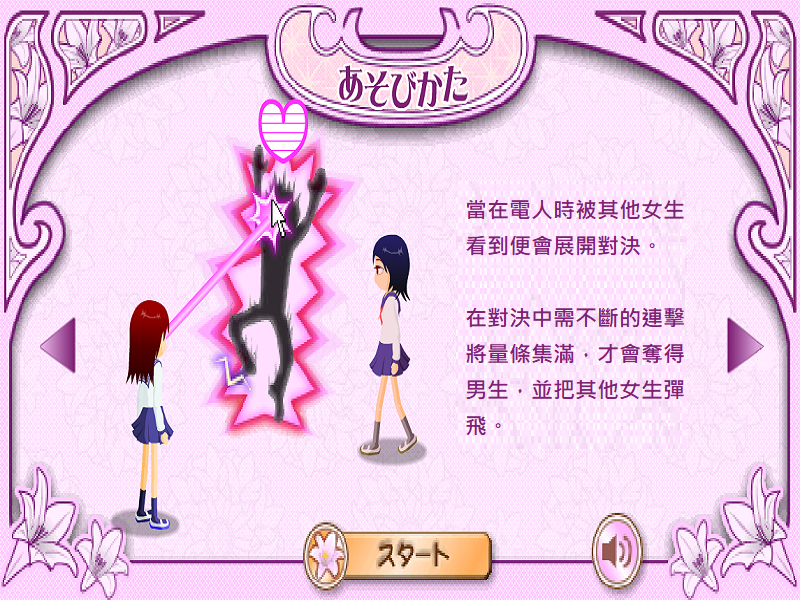 あそびかた
當在電人時被其他女生
看到便會展開對決。
在對決中需不斷的連擊
將量條集滿，才會奪得
男生，並把其他女生彈
飛。
スタート